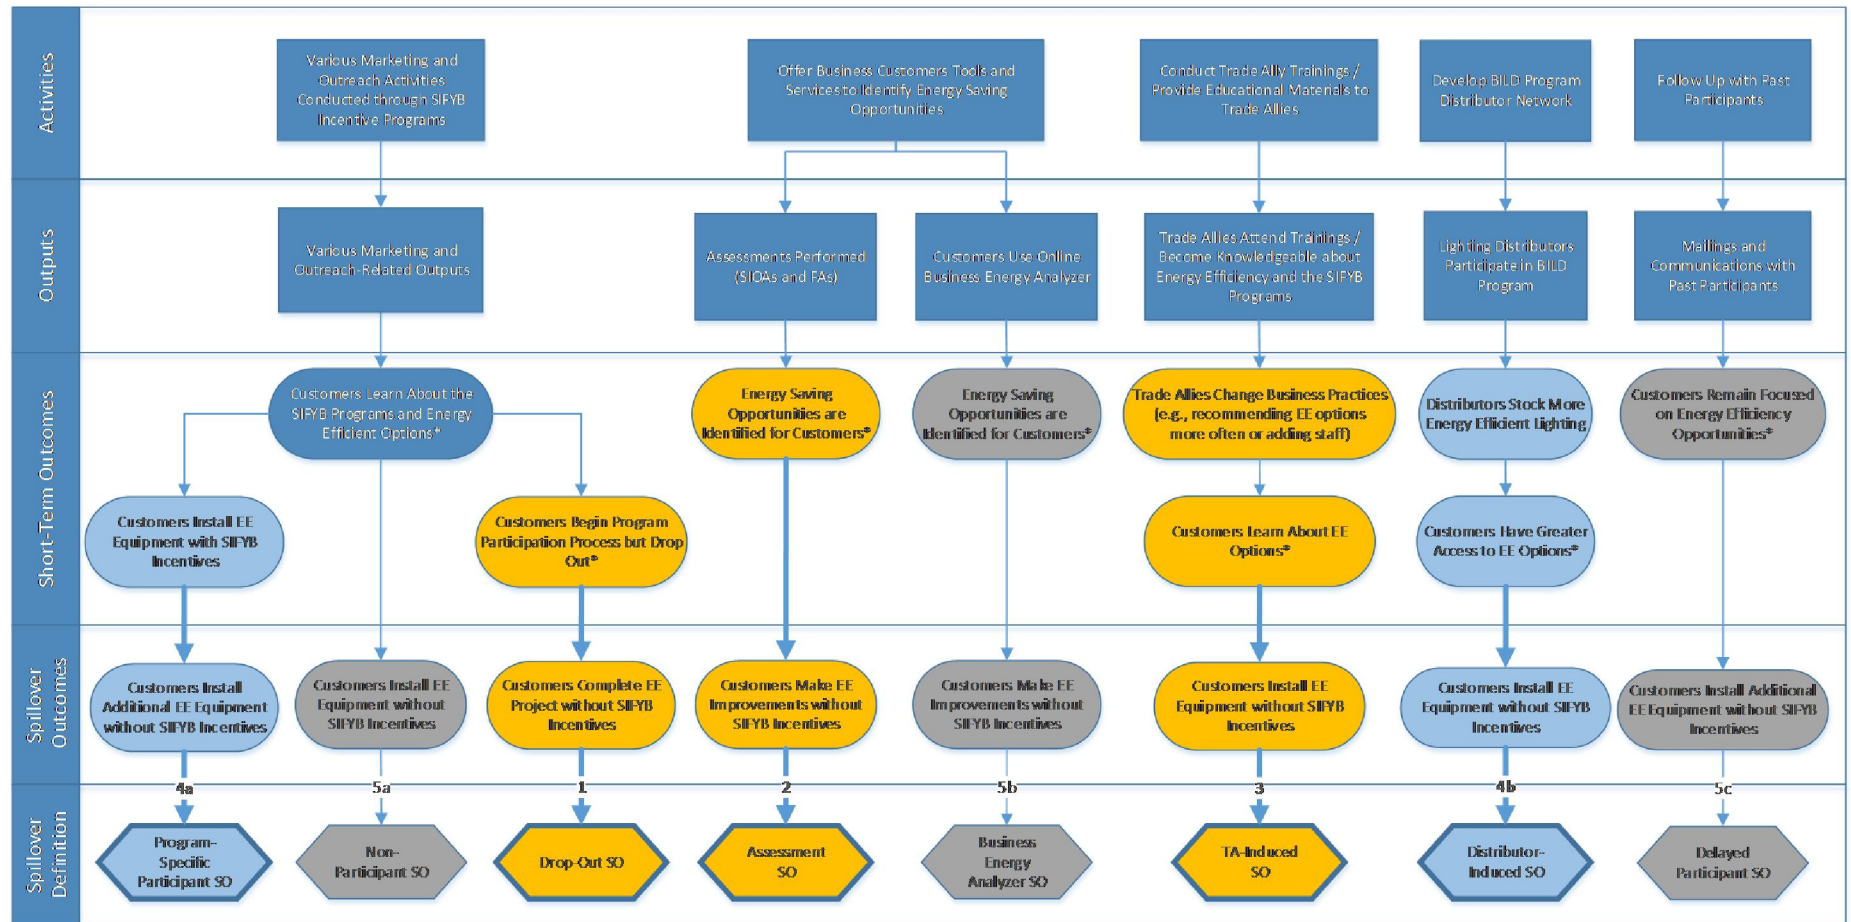 Activities
Various Marketing and
Outreach Activities
Conducted through SIFYB
Incentive Programs
Offer Business Customers Tools and
Services to Identify Energy Saving
Opportunities
Conduct Trade Ally Trainings /
Provide Educational Materials to
Trade Allies
Develop BILD Program
Distributor Network
Follow Up with Past
Participants
Outputs
Various Marketing and
Outreach-Related Outputs
Assessments Performed
(SIOAs and FAs)
Customers Use Online
Business Energy Analyzer
Trade Allies Attend Trainings /
Become Knowledgeable about
Energy Efficiency and the SIFYB
Programs
Lighting Distributors
Participate in BILD
Program
Mailings and
Communications with
Past Participants
Short-Term Outcomes
Customers Learn About the
SIFYB Programs and Energy
Efficient Options*
Energy Saving
Opportunities are
Identified for Customers*
Energy Saving
Opportunities are
Identified for Customers*
Trade Allies Change Business Practices
(e.g., recommending EE options
more often or adding staff)
Distributors Stock More
Energy Efficient Lighting
Customers Remain Focused
on Energy Efficiency
Opportunities*
Customers Install EE
Equipment with SIFYB
Incentives
Customers Begin Program
Participation Process but Drop
Out*
Customers Learn About EE
Options*
Customers Have Greater
Access to EE Options*
Spillover
Outcomes
Customers Install
Additional EE Equipment
without SIFYB Incentives
Customers Install EE
Equipment without SIFYB
Incentives
Customers Complete EE
Project without SIFYB
Incentives
Customers Make EE
Improvements without
SIFYB Incentives
Customers Make EE
Improvements without
SIFYB Incentives
Customers Install EE
Equipment without SIFYB
Incentives
Customers Install EE
Equipment without SIFYB
Incentives
Customers Install Additional
EE Equipment without SIFYB
Incentives
4a
5a
1
2
5b
3
4b
5c
Spillover
Definition
Program-
Specific
Participant SO
Non-
Participant SO
Drop-Out SO
Assessment
SO
Business
Energy
Analyzer SO
TA-Induced
SO
Distributor-
Induced SO
Delayed
Participant SO